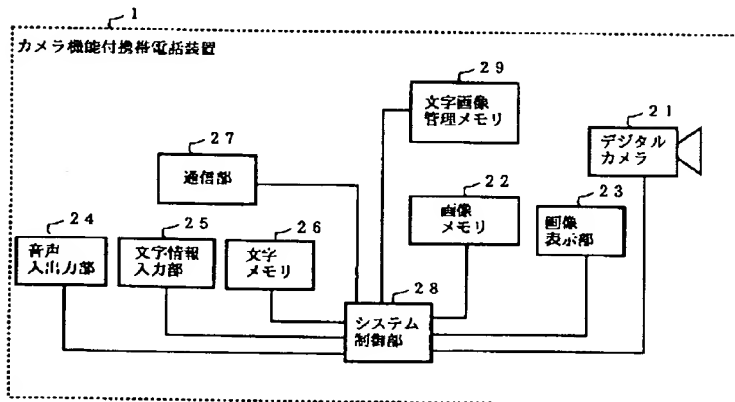 1
カメラ機能付携帯電話装置
29
文字画像
管理メモリ
21
デジタル
カメラ
27
通信部
22
画像
メモリ
23
画像
表示部
24
音声
入出力部
25
文字情報
入力部
26
文字
メモリ
28
システム
制御部